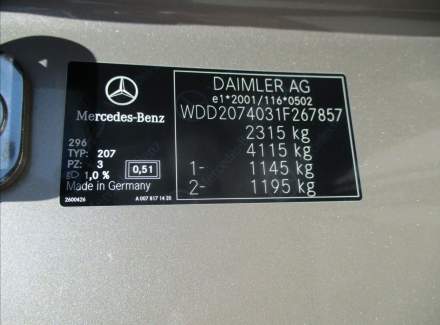 DAIMLER AG
e1*2001/116*0502
WDD2074031F267857
2315 kg
4115 kg
1- 1145 kg
2- 1195 kg
Mercedes-Benz
296
TYP: 207
PZ: 3
1,0 % 0,51
Made in Germany
2600426 A 007 817 14 20